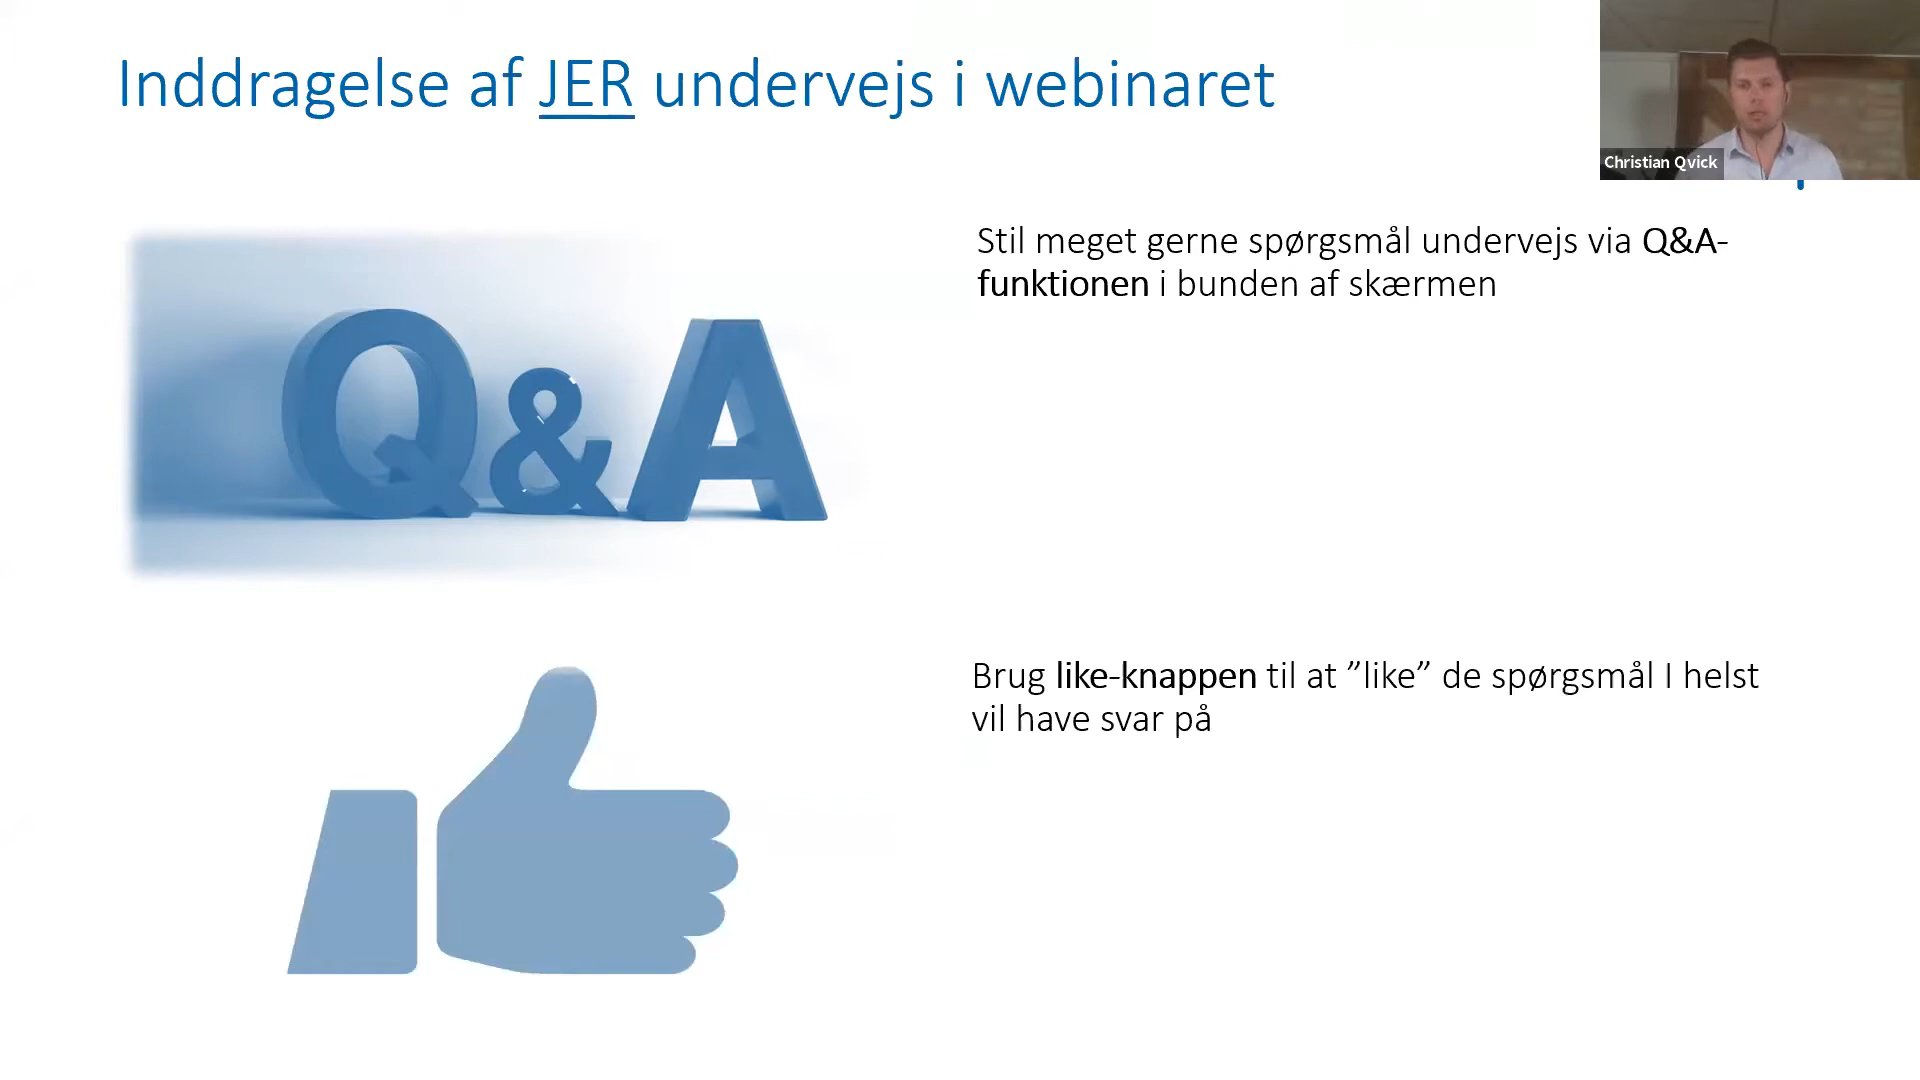 Inddragelse af JER undervejs i webinaret
Christian Qvick
Stil meget gerne spørgsmål undervejs via Q&A-
funktionen i bunden af skærmen
Q&A
Brug like-knappen til at ”like” de spørgsmål I helst
vil have svar på